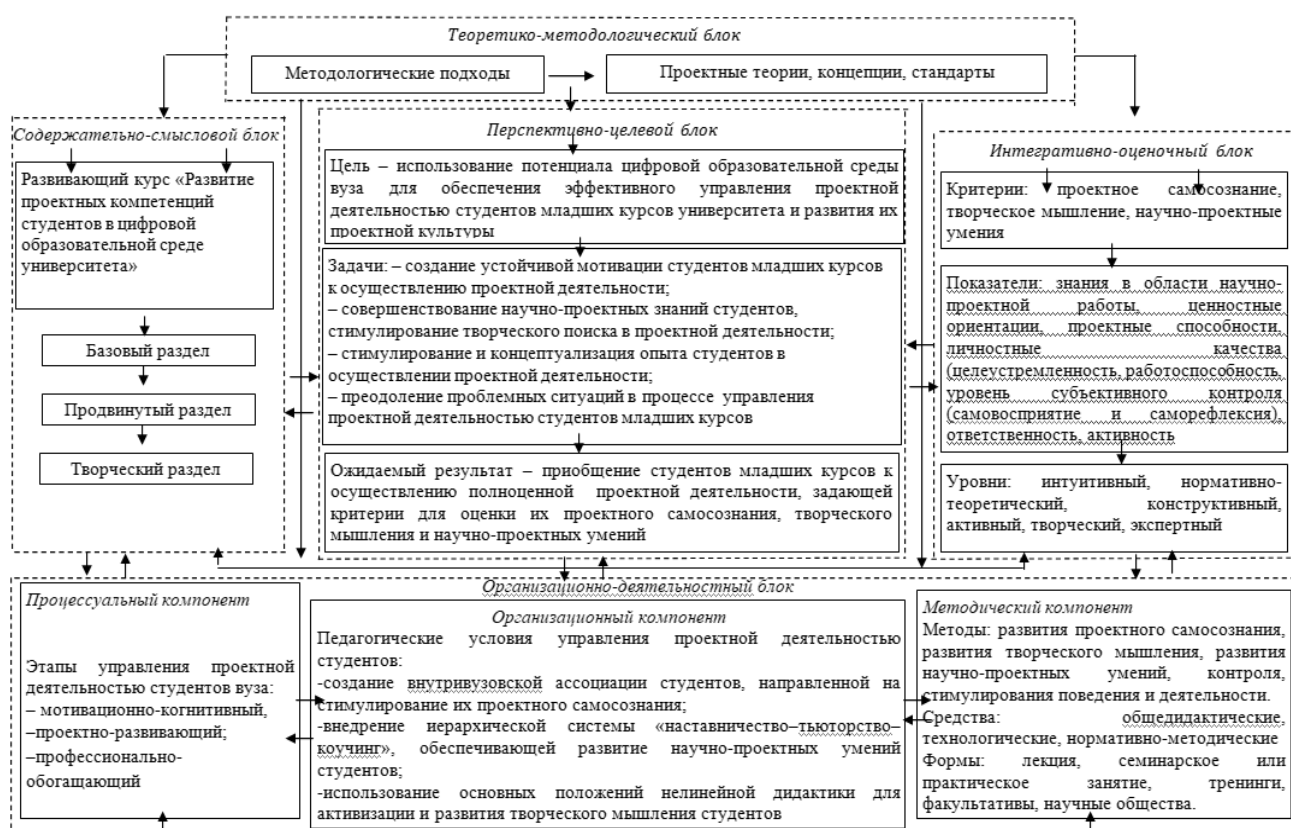 Теоретико-методологический блок
Методологические подходы
Проектные теории, концепции, стандарты
Содержательно-смысловой блок
Развивающий курс «Развитие
проектных компетенций
студентов в цифровой
образовательной среде
университета»
Базовый раздел
Продвинутый раздел
Творческий раздел
Перспективно-целевой блок
Цель – использование потенциала цифровой образовательной среды
вуза для обеспечения эффективного управления проектной
деятельностью студентов младших курсов университета и развития их
проектной культуры
Задачи: – создание устойчивой мотивации студентов младших курсов
к осуществлению проектной деятельности;
– совершенствование научно-проектных знаний студентов,
стимулирование творческого поиска в проектной деятельности;
– стимулирование и концептуализация опыта студентов в
осуществлении проектной деятельности;
– преодоление проблемных ситуаций в процессе управления
проектной деятельностью студентов младших курсов
Ожидаемый результат – приобщение студентов младших курсов к
осуществлению полноценной проектной деятельности, задающей
критерии для оценки их проектного самосознания, творческого
мышления и научно-проектных умений
Интегративно-оценочный блок
Критерии: проектное самосознание,
творческое мышление, научно-проектные
умения
Показатели: знания в области научно-
проектной работы, ценностные
ориентации, проектные способности,
личностные качества
(целеустремленность, работоспособность,
уровень субъективного контроля
(самовосприятие и саморефлексия),
ответственность, активность
Уровни: интуитивный, нормативно-
теоретический, конструктивный,
активный, творческий, экспертный
Организационно-деятельностный блок
Процессуальный компонент
Этапы управления проектной
деятельностью студентов вуза:
– мотивационно-когнитивный,
–проектно-развивающий;
–профессионально-
обогащающий
Организационный компонент
Педагогические условия управления проектной деятельностью
студентов:
-создание внутривузовской ассоциации студентов, направленной на
стимулирование их проектного самосознания;
-внедрение иерархической системы «наставничество–тьюторство–
коучинг», обеспечивающей развитие научно-проектных умений
студентов;
-использование основных положений нелинейной дидактики для
активизации и развития творческого мышления студентов
Методический компонент
Методы: развития проектного самосознания,
развития творческого мышления, развития
научно-проектных умений, контроля,
стимулирования поведения и деятельности.
Средства: общедидактические,
технологические, нормативно-методические
Формы: лекция, семинарское или
практическое занятие, тренинги,
факультативы, научные общества.